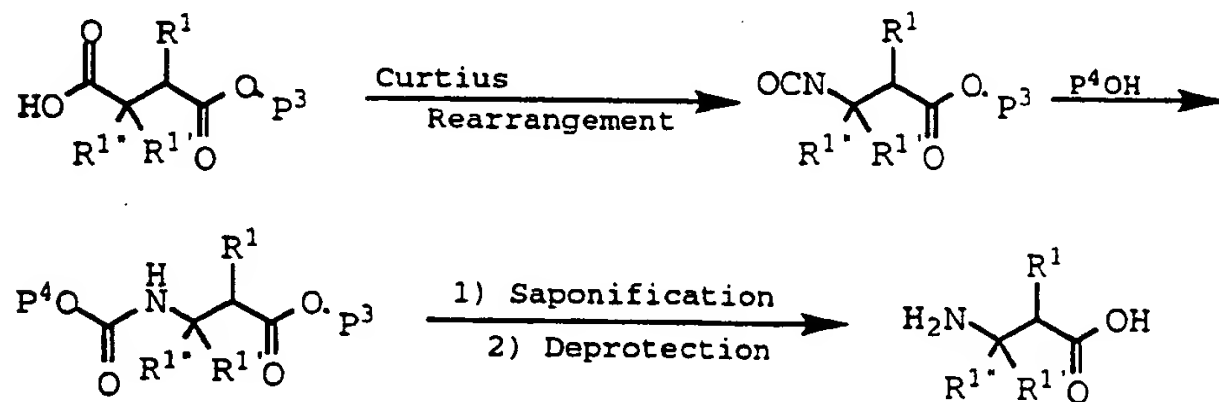 O R¹
HO O P³
R¹" R¹' O
Curtius
Rearrangement
R¹
OCN O P³
R¹" R¹' O
P⁴OH
H R¹
P⁴O N O P³
O R¹" R¹' O
1) Saponification
2) Deprotection
R¹
H₂N OH
R¹" R¹' O